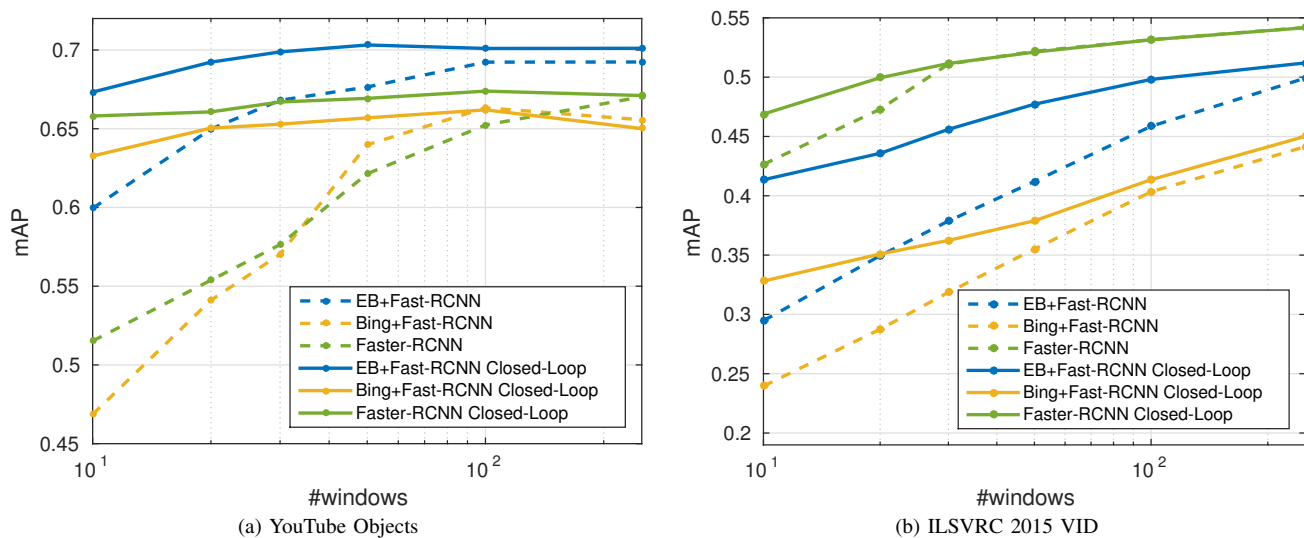 0.7
0.65
0.6
0.55
0.5
0.45
mAP
EB+Fast-RCNN
Bing+Fast-RCNN
Faster-RCNN
EB+Fast-RCNN Closed-Loop
Bing+Fast-RCNN Closed-Loop
Faster-RCNN Closed-Loop
10^1 10^2
#windows
(a) YouTube Objects
0.55
0.5
0.45
0.4
0.35
0.3
0.25
0.2
mAP
EB+Fast-RCNN
Bing+Fast-RCNN
Faster-RCNN
EB+Fast-RCNN Closed-Loop
Bing+Fast-RCNN Closed-Loop
Faster-RCNN Closed-Loop
10^1 10^2
#windows
(b) ILSVRC 2015 VID